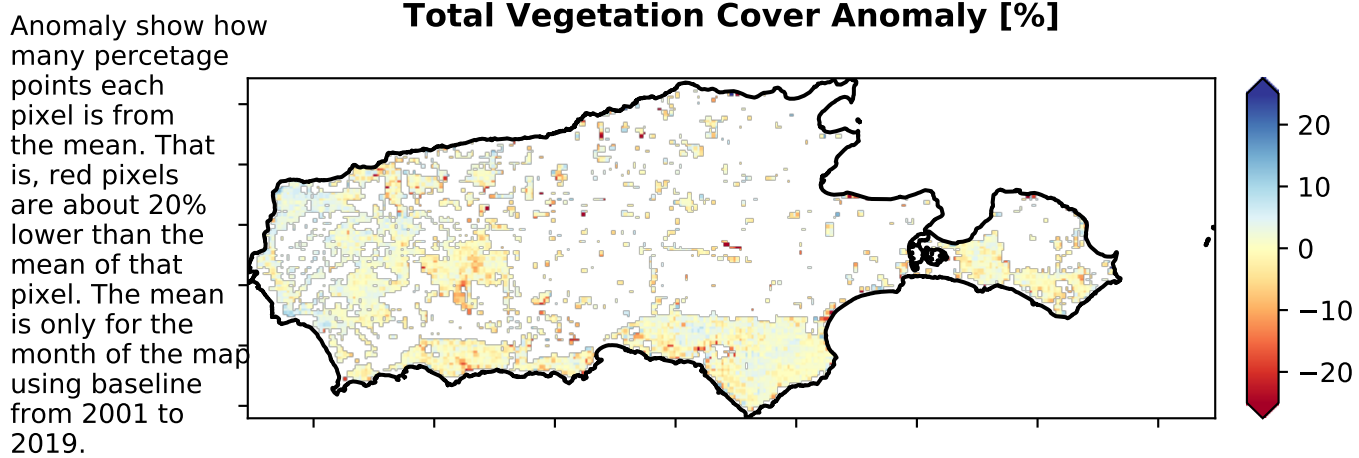 Total Vegetation Cover Anomaly [%]
Anomaly show how
many percetage
points each
pixel is from
the mean. That
is, red pixels
are about 20%
lower than the
mean of that
pixel. The mean
is only for the
month of the map
using baseline
from 2001 to
2019.
20
10
0
−10
−20